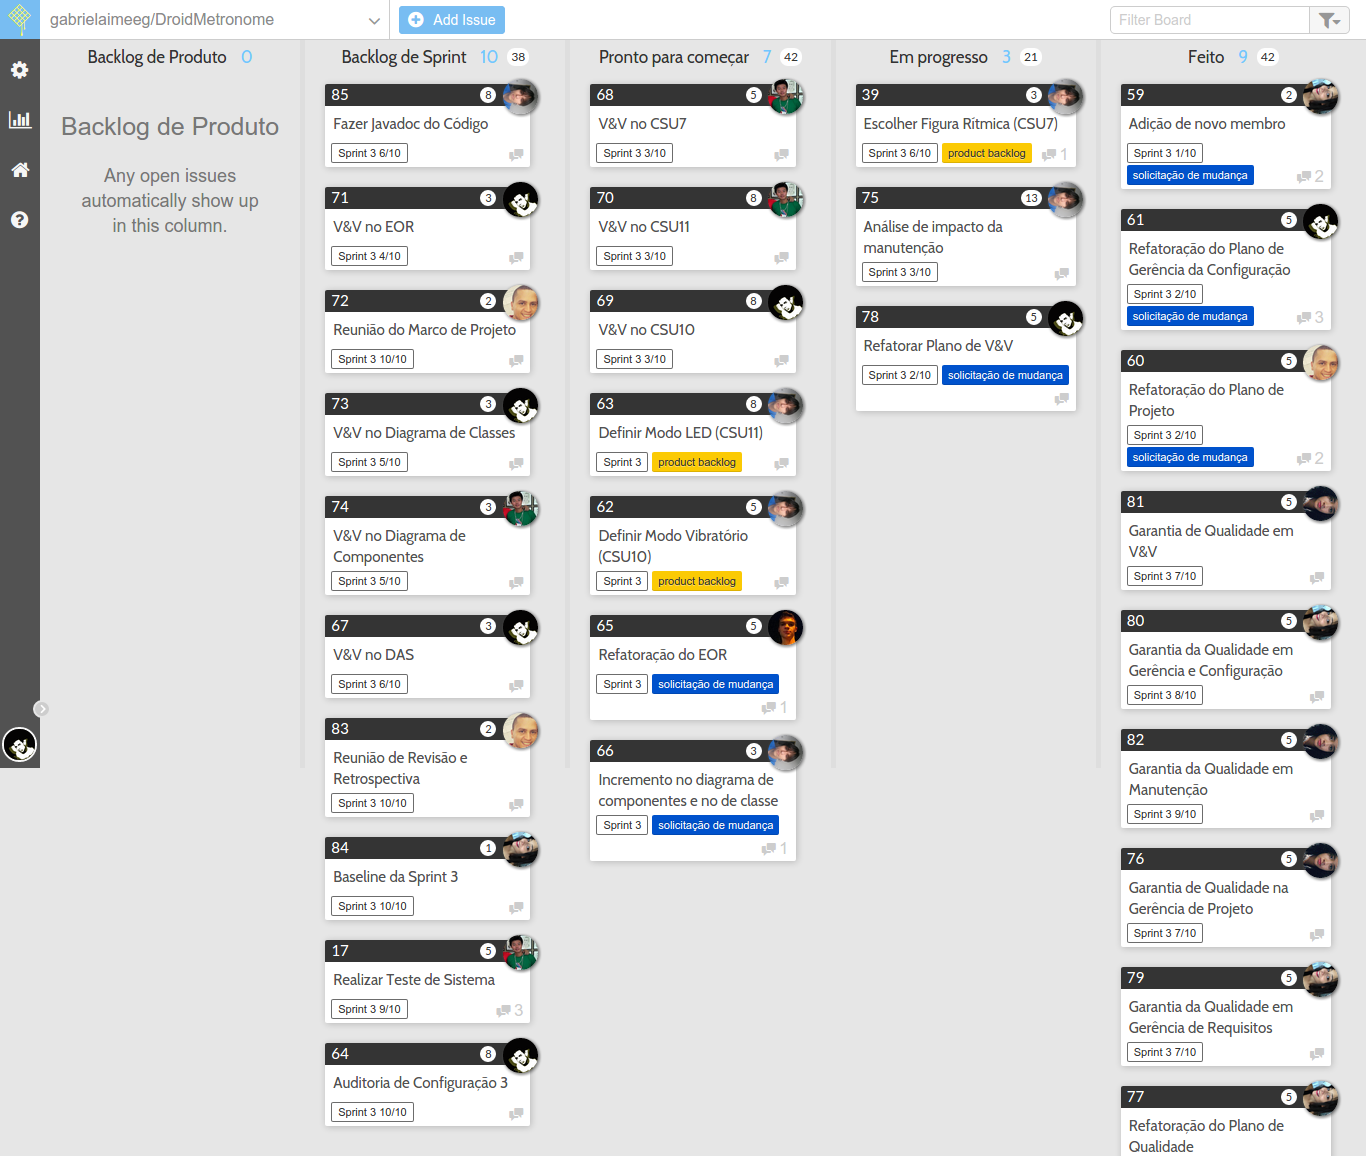 gabrielaimeeg/DroidMetronome
Add Issue
Filter Board
Backlog de Produto 0
Backlog de Produto
Any open issues
automatically show up
in this column.
Backlog de Sprint 10 38
85 8
Fazer Javadoc do Código
Sprint 3 6/10
71 3
V&V no EOR
Sprint 3 4/10
72 2
Reunião do Marco de Projeto
Sprint 3 10/10
73 3
V&V no Diagrama de Classes
Sprint 3 5/10
74 3
V&V no Diagrama de
Componentes
Sprint 3 5/10
67 3
V&V no DAS
Sprint 3 6/10
83 2
Reunião de Revisão e
Retrospectiva
Sprint 3 10/10
84 1
Baseline da Sprint 3
Sprint 3 10/10
17 5
Realizar Teste de Sistema
Sprint 3 9/10 3
64 8
Auditoria de Configuração 3
Sprint 3 10/10
Pronto para começar 7 42
68 5
V&V no CSU7
Sprint 3 3/10
70 8
V&V no CSU11
Sprint 3 3/10
69 8
V&V no CSU10
Sprint 3 3/10
63 8
Definir Modo LED (CSU11)
Sprint 3 product backlog
62 5
Definir Modo Vibratório
(CSU10)
Sprint 3 product backlog
65 5
Refatoração do EOR
Sprint 3 solicitação de mudança
1
66 3
Incremento no diagrama de
componentes e no de classe
Sprint 3 solicitação de mudança
1
Em progresso 3 21
39 3
Escolher Figura Rítmica (CSU7)
Sprint 3 6/10 product backlog 1
75 13
Análise de impacto da
manutenção
Sprint 3 3/10
78 5
Refatorar Plano de V&V
Sprint 3 2/10 solicitação de mudança
Feito 9 42
59 2
Adição de novo membro
Sprint 3 1/10
solicitação de mudança 2
61 5
Refatoração do Plano de
Gerência da Configuração
Sprint 3 2/10
solicitação de mudança 3
60 5
Refatoração do Plano de
Projeto
Sprint 3 2/10
solicitação de mudança 2
81 5
Garantia de Qualidade em
V&V
Sprint 3 7/10
80 5
Garantia da Qualidade em
Gerência e Configuração
Sprint 3 8/10
82 5
Garantia da Qualidade em
Manutenção
Sprint 3 9/10
76 5
Garantia de Qualidade na
Gerência de Projeto
Sprint 3 7/10
79 5
Garantia da Qualidade em
Gerência de Requisitos
Sprint 3 7/10
77 5
Refatoração do Plano de
Qualidade